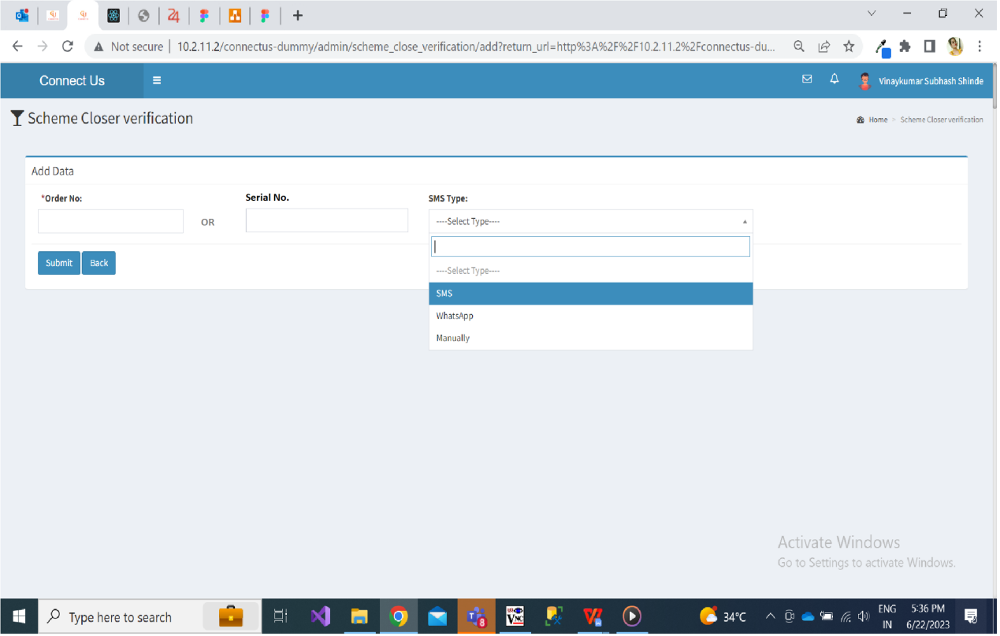 24
Not secure
10.2.11.2/connectus-dummy/admin/scheme_close_verification/add?return_url=http%3A%2F%2F10.2.11.2%2Fconnectus-du...
Connect Us
Vinaykumar Subhash Shinde
Scheme Closer verification
Home > Scheme Closer verification
Add Data
*Order No:
Serial No.
SMS Type:
OR
----Select Type----
----Select Type----
Submit
Back
SMS
WhatsApp
Manually
Activate Windows
Go to Settings to activate Windows.
Type here to search
T
8
VNC
34°C
ENG
IN
5:36 PM
6/22/2023